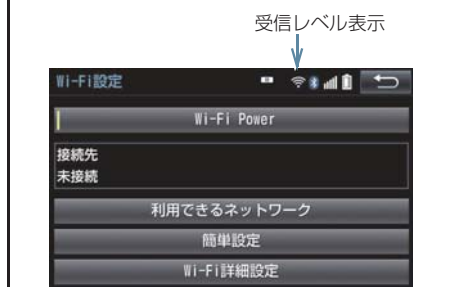 受信レベル表示
Wi-Fi設定
Wi-Fi Power
接続先
未接続
利用できるネットワーク
簡単設定
Wi-Fi詳細設定